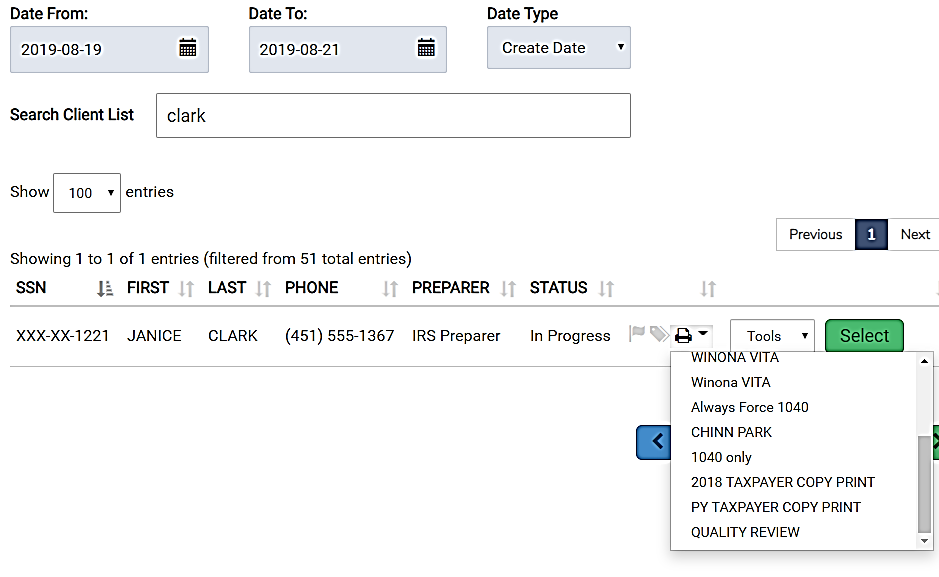 Date From: Date To: Date Type
2019-08-19 2019-08-21 Create Date
Search Client List clark
Show 100 entries
Previous 1 Next
Showing 1 to 1 of 1 entries (filtered from 51 total entries)
SSN FIRST LAST PHONE PREPARER STATUS
XXX-XX-1221 JANICE CLARK (451) 555-1367 IRS Preparer In Progress Tools Select
WINONA VITA
Winona VITA
Always Force 1040
CHINN PARK
1040 only
2018 TAXPAYER COPY PRINT
PY TAXPAYER COPY PRINT
QUALITY REVIEW